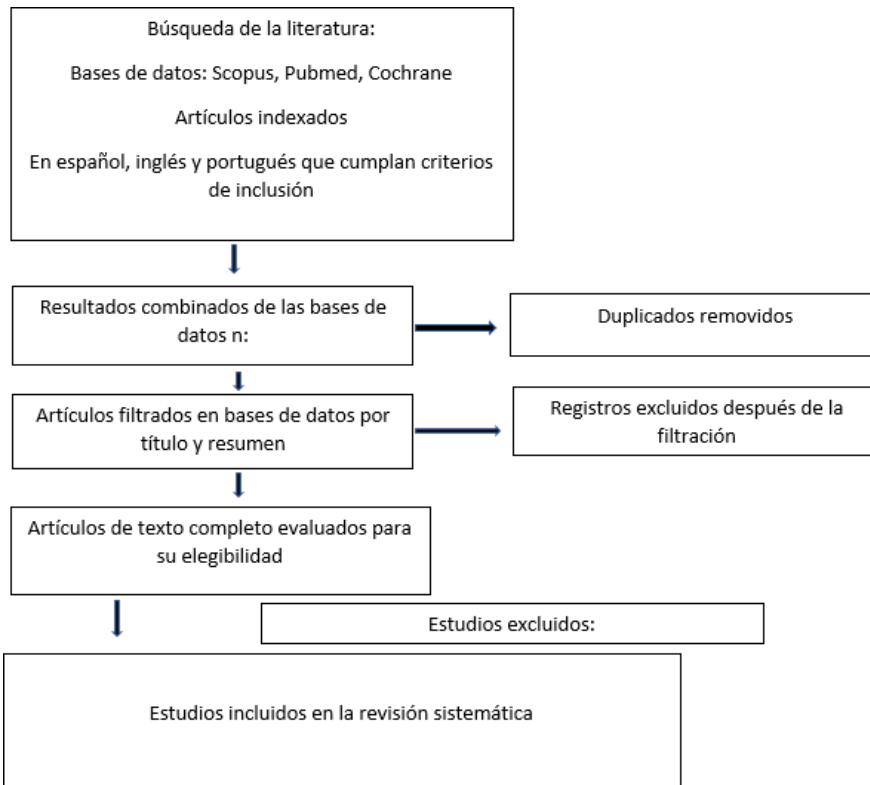 Búsqueda de la literatura:
Bases de datos: Scopus, Pubmed, Cochrane
Artículos indexados
En español, inglés y portugués que cumplan criterios
de inclusión
Resultados combinados de las bases de
datos n:
Duplicados removidos
Artículos filtrados en bases de datos por
título y resumen
Registros excluidos después de la
filtración
Artículos de texto completo evaluados para
su elegibilidad
Estudios excluidos:
Estudios incluidos en la revisión sistemática